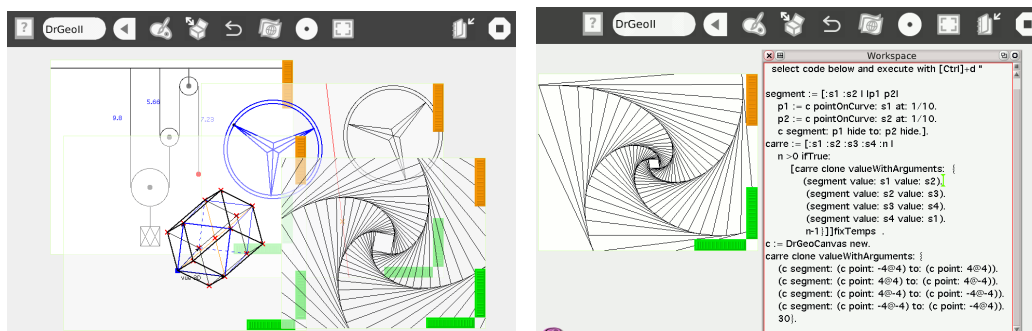 DrGeoII
5.66
9.8
7.29
vue 3D
DrGeoII
Workspace
select code below and execute with [Ctrl]+d "
segment := [:s1 :s2 | |p1 p2|
p1 := c pointOnCurve: s1 at: 1/10.
p2 := c pointOnCurve: s2 at: 1/10.
c segment: p1 hide to: p2 hide.].
carre := [:s1 :s2 :s3 :s4 :n |
n >0 ifTrue:
[carre clone valueWithArguments: {
(segment value: s1 value: s2).
(segment value: s2 value: s3).
(segment value: s3 value: s4).
(segment value: s4 value: s1).
n-1}]]fixTemps .
c := DrGeoCanvas new.
carre clone valueWithArguments: {
(c segment: (c point: -4@4) to: (c point: 4@4)).
(c segment: (c point: 4@4) to: (c point: 4@-4)).
(c segment: (c point: 4@-4) to: (c point: -4@-4)).
(c segment: (c point: -4@-4) to: (c point: -4@4)).
30}.